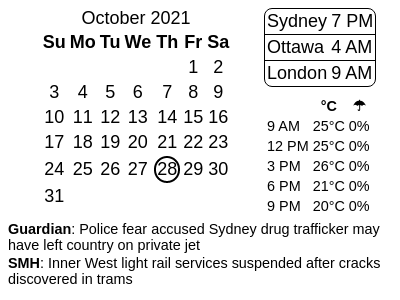 October 2021
Su Mo Tu We Th Fr Sa
1 2
3 4 5 6 7 8 9
10 11 12 13 14 15 16
17 18 19 20 21 22 23
24 25 26 27 28 29 30
31
Sydney 7 PM
Ottawa 4 AM
London 9 AM
°C ☂
9 AM 25°C 0%
12 PM 25°C 0%
3 PM 26°C 0%
6 PM 21°C 0%
9 PM 20°C 0%
Guardian: Police fear accused Sydney drug trafficker may
have left country on private jet
SMH: Inner West light rail services suspended after cracks
discovered in trams